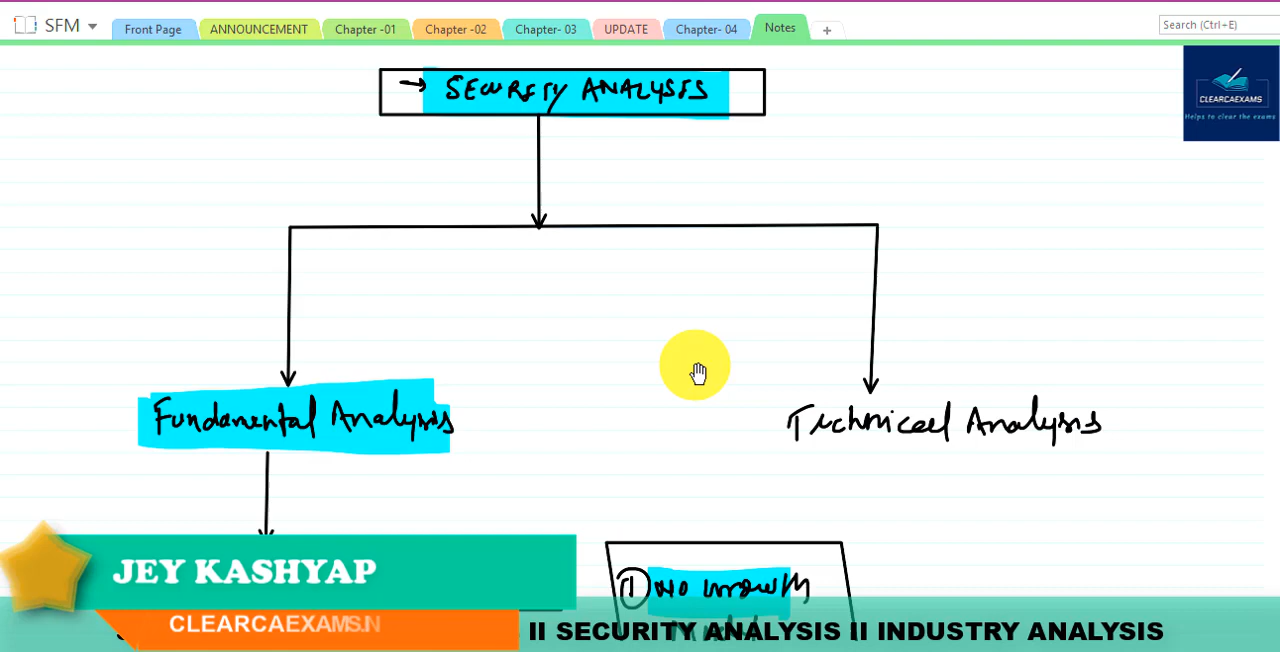 SFM
Front Page
ANNOUNCEMENT
Chapter -01
Chapter -02
Chapter- 03
UPDATE
Chapter- 04
Notes
+
Search (Ctrl+E)
CLEARCAEXAMS
Helps to clear the exams
→ SECURITY ANALYSIS
Fundamental Analysis
Technical Analysis
JEY KASHYAP
① No Growth
CLEARCAEXAMS.N
II SECURITY ANALYSIS II INDUSTRY ANALYSIS